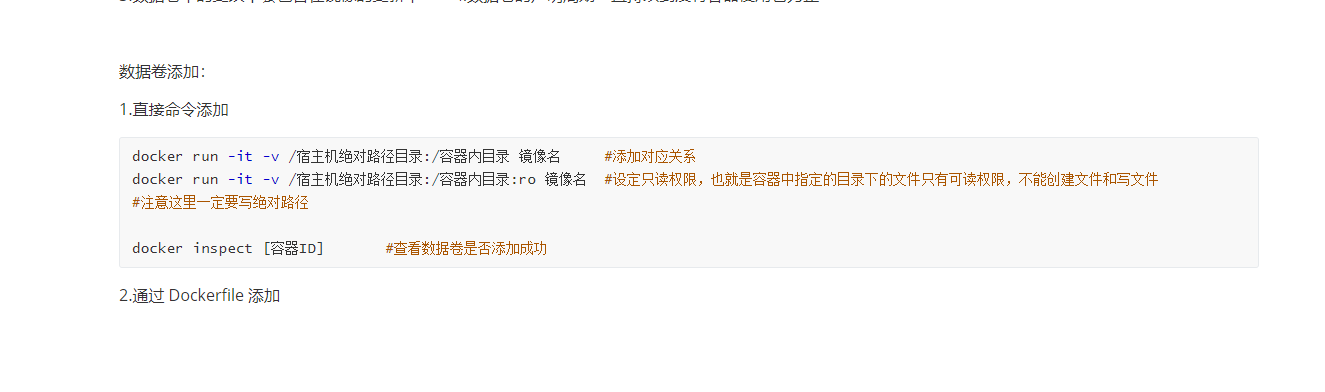 数据卷添加：
1.直接命令添加
docker run -it -v /宿主机绝对路径目录:/容器内目录 镜像名 #添加对应关系
docker run -it -v /宿主机绝对路径目录:/容器内目录:ro 镜像名 #设定只读权限，也就是容器中指定的目录下的文件只有可读权限，不能创建文件和写文件
#注意这里一定要写绝对路径
docker inspect [容器ID] #查看数据卷是否添加成功
2.通过 Dockerfile 添加